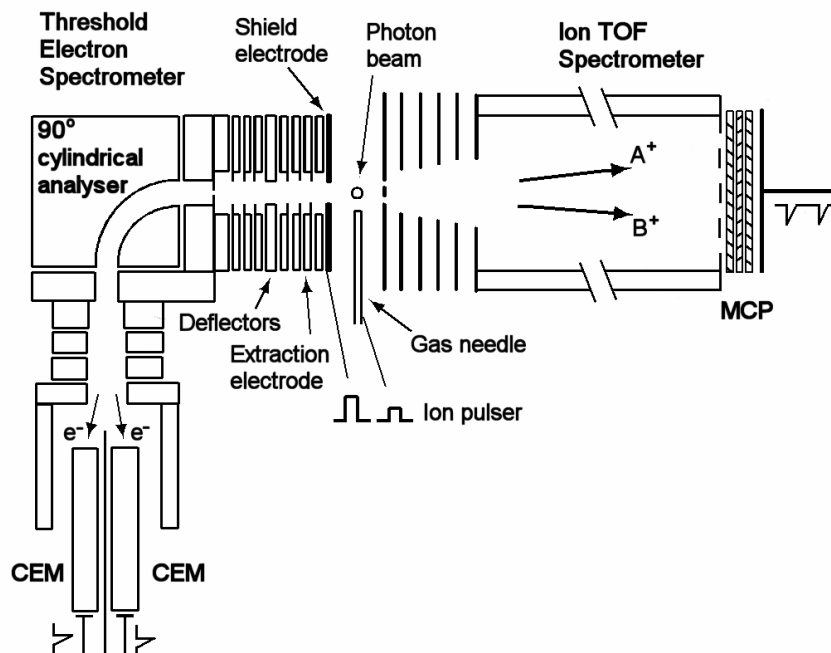 Threshold
Electron
Spectrometer
Shield
electrode
Photon
beam
Ion TOF
Spectrometer
90°
cylindrical
analyser
A⁺
B⁺
MCP
Deflectors
Extraction
electrode
Gas needle
Ion pulser
e⁻
e⁻
CEM
CEM